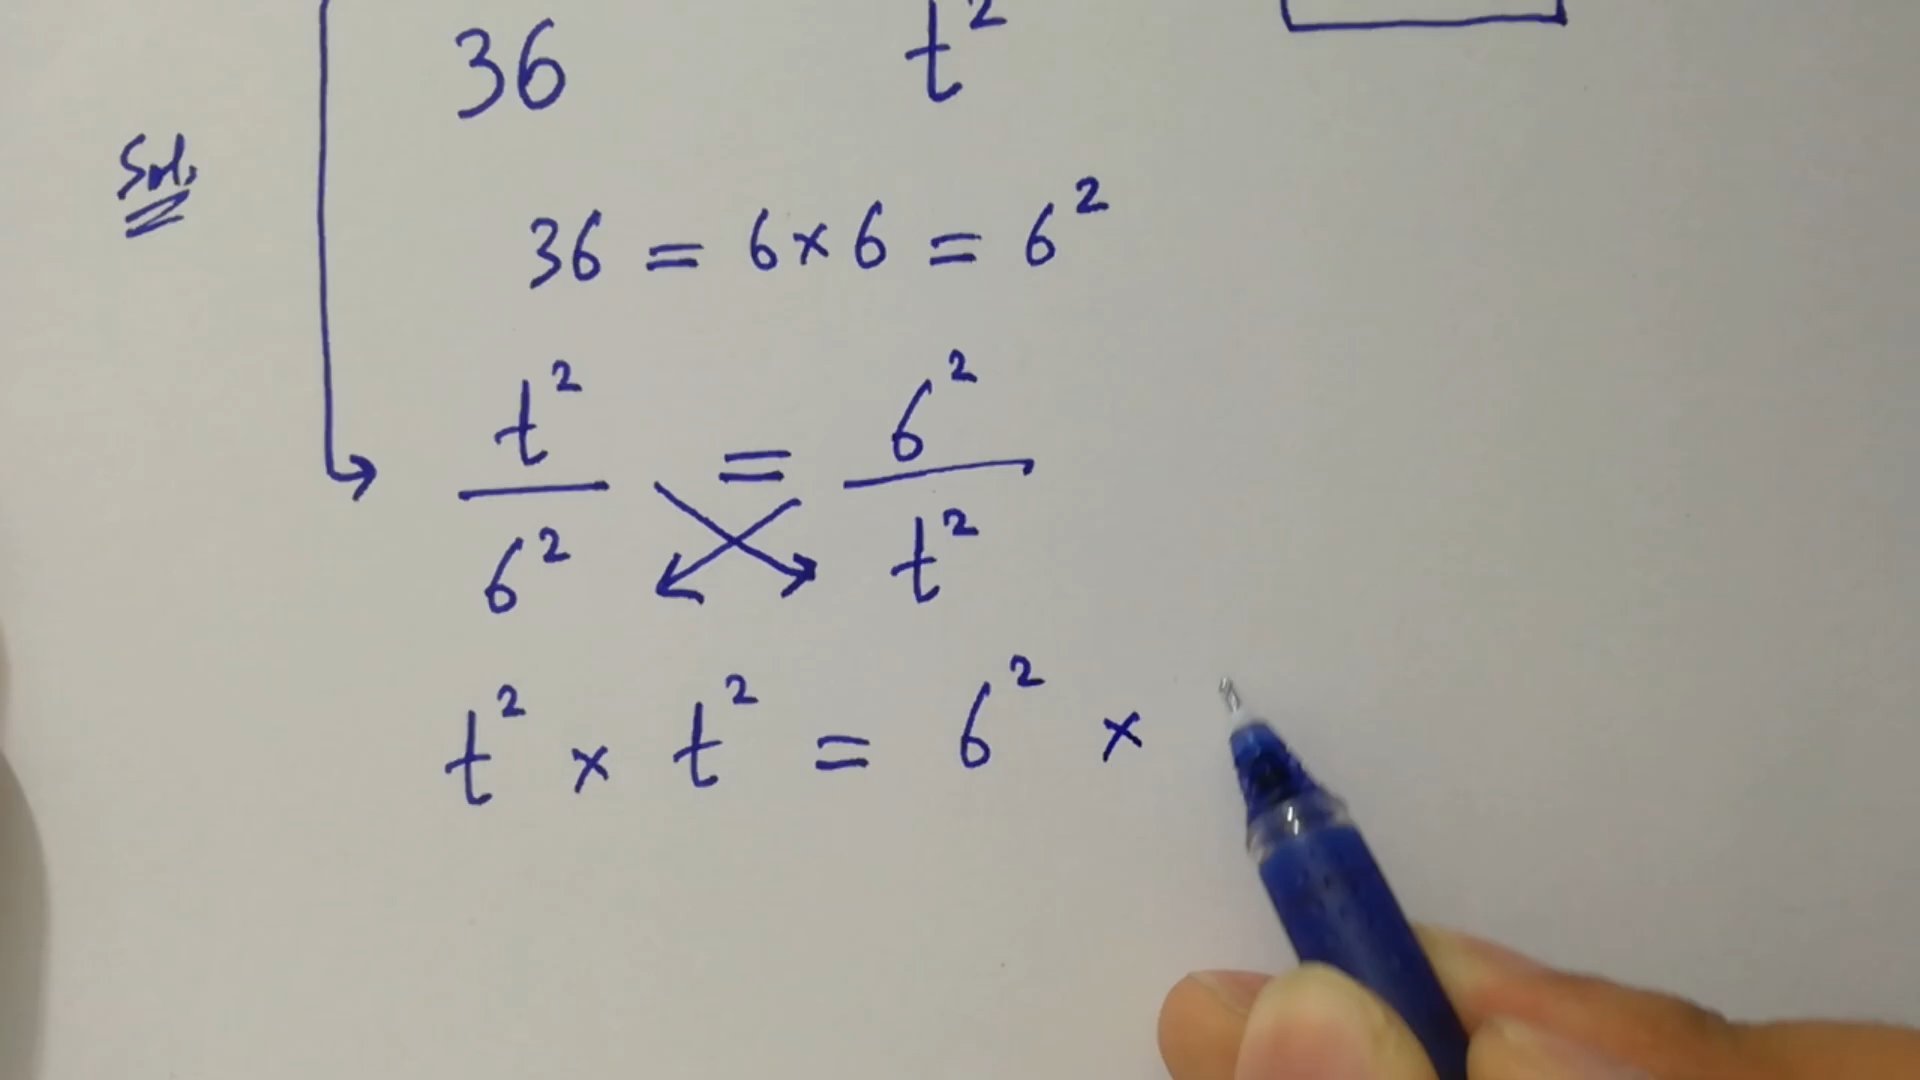 36 t²
Sol.
36 = 6×6 = 6²
t² = 6²
6² t²
t² × t² = 6² ×